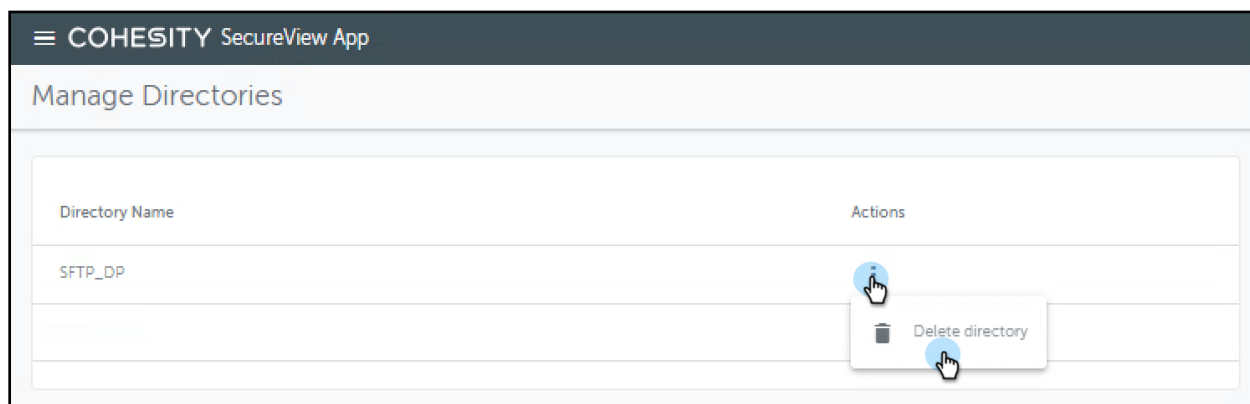 COHESITY SecureView App
Manage Directories
Directory Name Actions
SFTP_DP
Delete directory